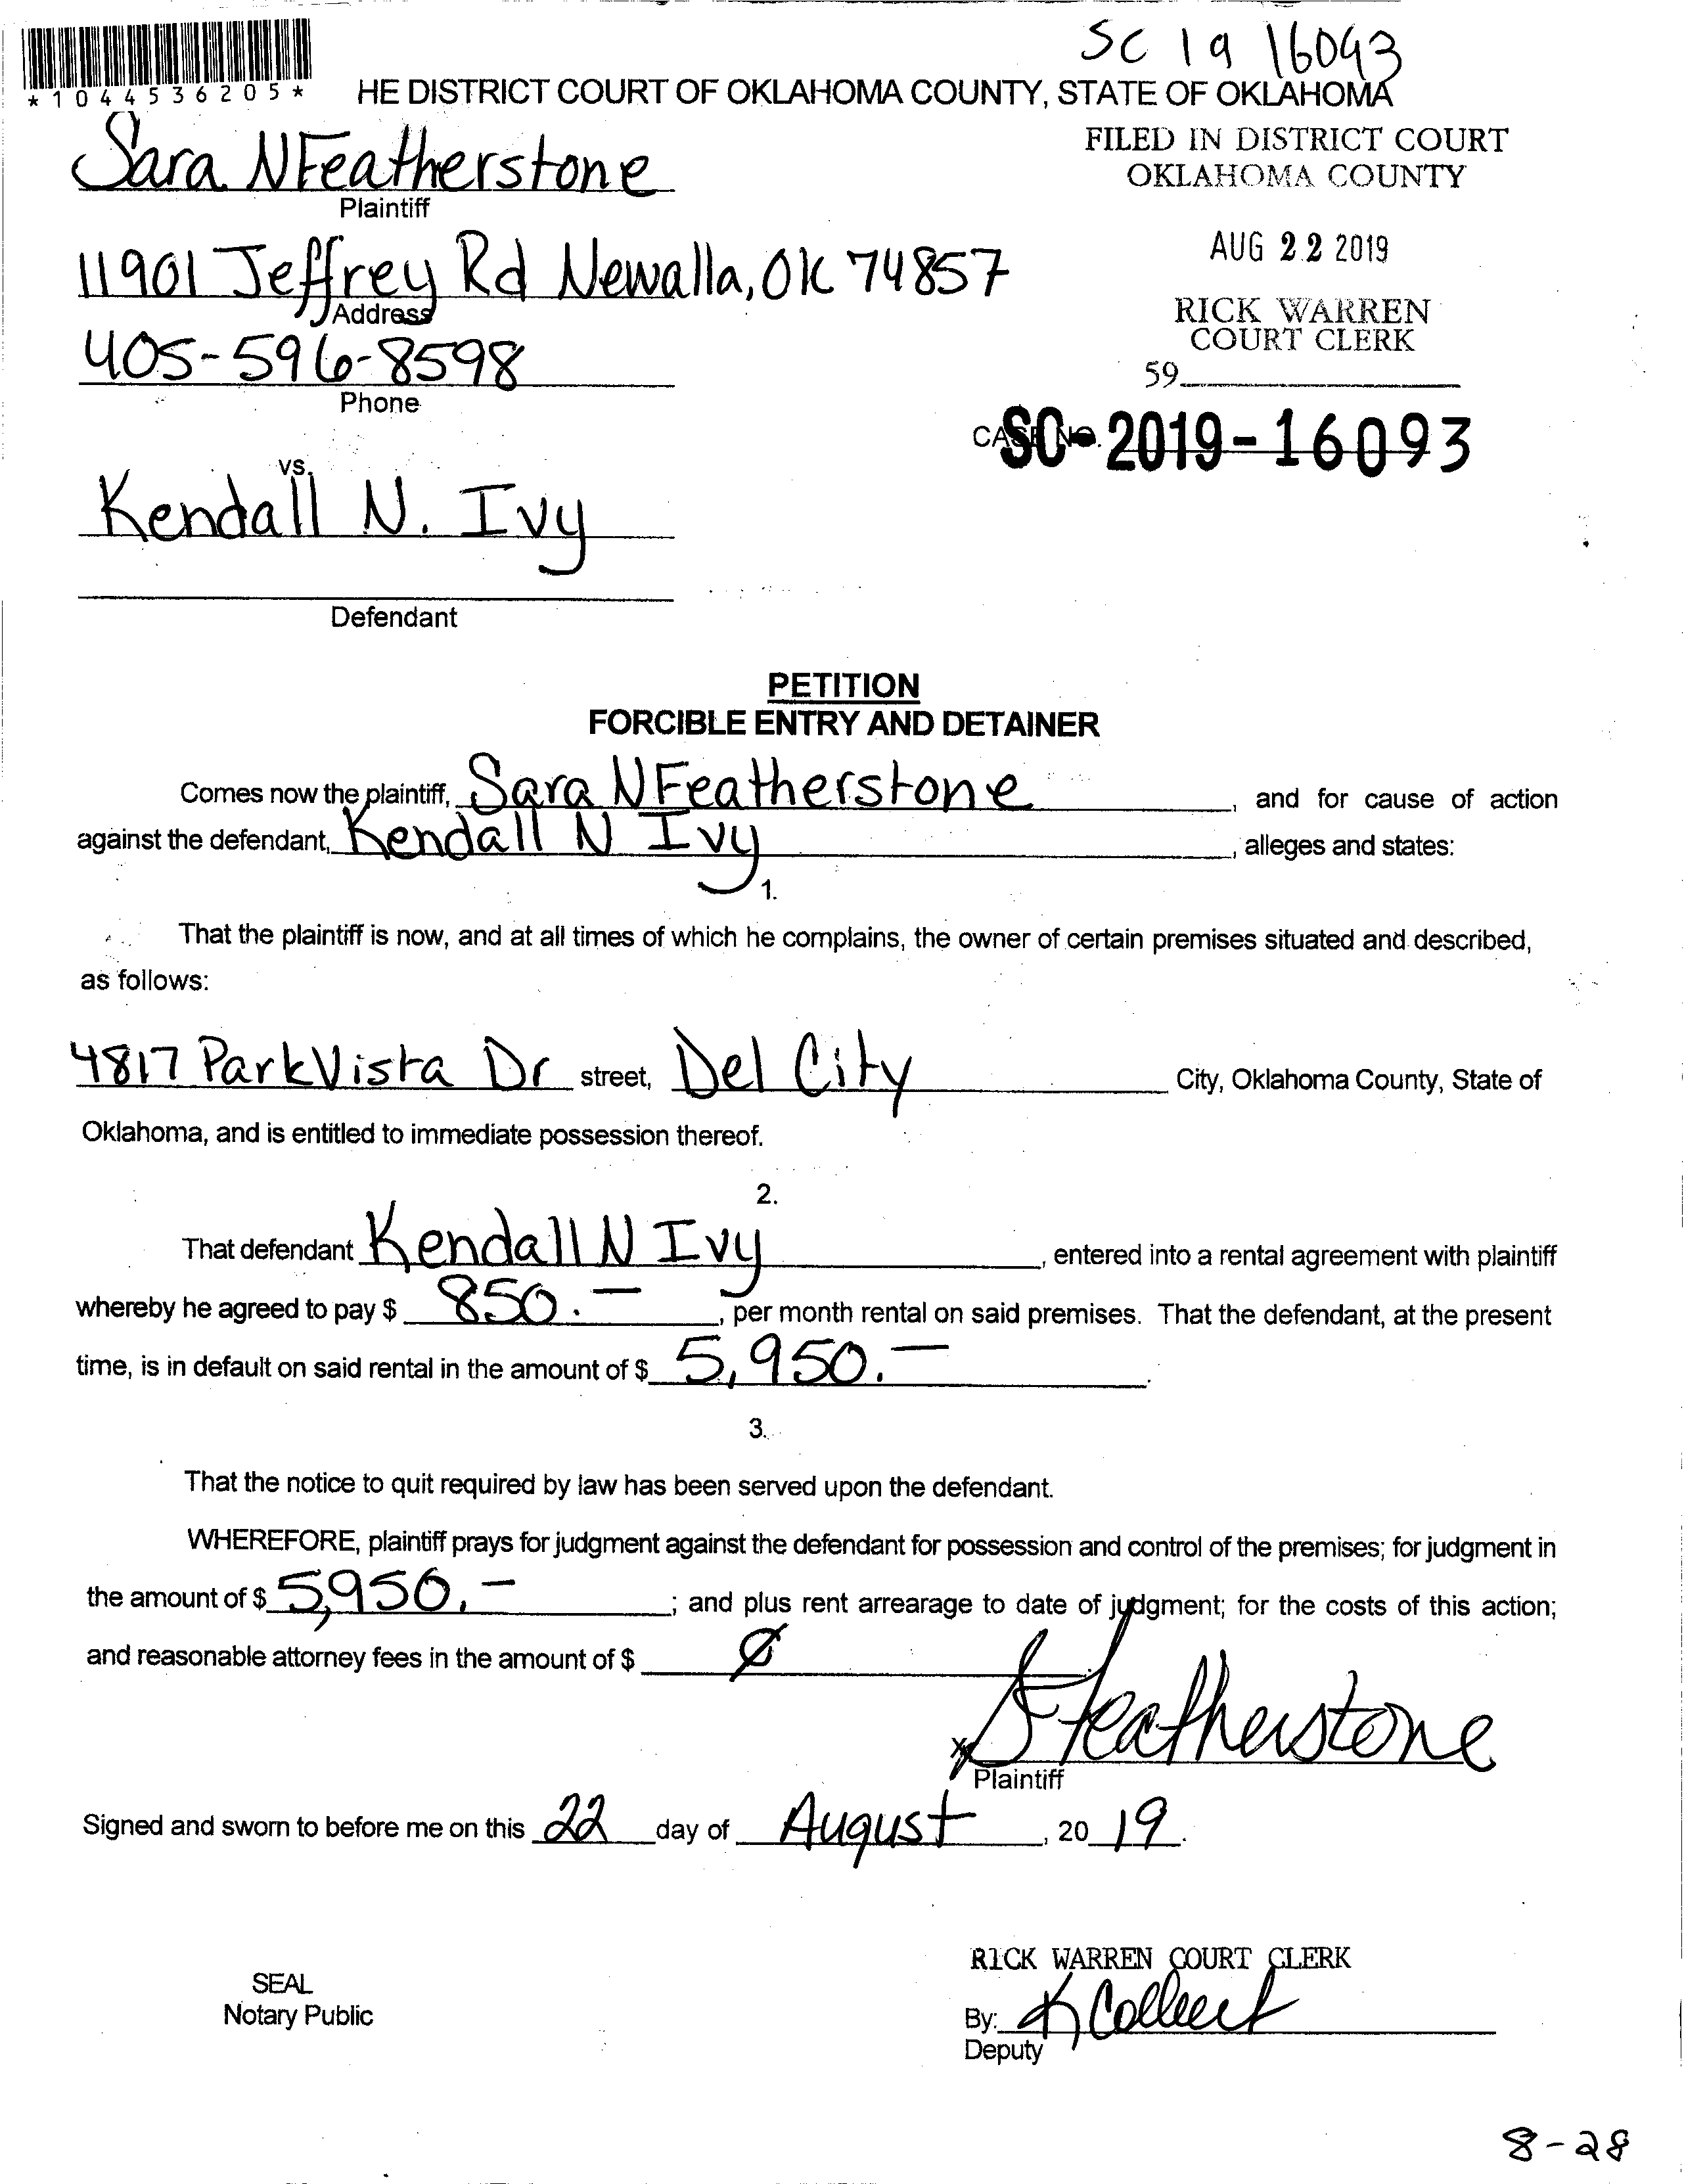 SC 19 16093
*1044536205*
HE DISTRICT COURT OF OKLAHOMA COUNTY, STATE OF OKLAHOMA
Sara N Featherstone
Plaintiff
FILED IN DISTRICT COURT
OKLAHOMA COUNTY
11901 Jeffrey Rd Newalla, OK 74857
Address
AUG 22 2019
RICK WARREN
COURT CLERK
405-596-8598
Phone
59
CASE NO. SC-2019-16093
vs.
Kendall N. Ivy
Defendant
PETITION
FORCIBLE ENTRY AND DETAINER
Comes now the plaintiff, Sara N Featherstone, and for cause of action
against the defendant, Kendall N Ivy, alleges and states:
1.
That the plaintiff is now, and at all times of which he complains, the owner of certain premises situated and described,
as follows:
4817 ParkVista Dr street, Del City City, Oklahoma County, State of
Oklahoma, and is entitled to immediate possession thereof.
2.
That defendant Kendall N Ivy, entered into a rental agreement with plaintiff
whereby he agreed to pay $ 850.–, per month rental on said premises. That the defendant, at the present
time, is in default on said rental in the amount of $ 5,950.–.
3.
That the notice to quit required by law has been served upon the defendant.
WHEREFORE, plaintiff prays for judgment against the defendant for possession and control of the premises; for judgment in
the amount of $ 5,950.–; and plus rent arrearage to date of judgment; for the costs of this action;
and reasonable attorney fees in the amount of $ Ø
x SFeatherstone
Plaintiff
Signed and sworn to before me on this 22 day of August, 2019.
RICK WARREN COURT CLERK
SEAL
Notary Public
By: K
Deputy
8-28